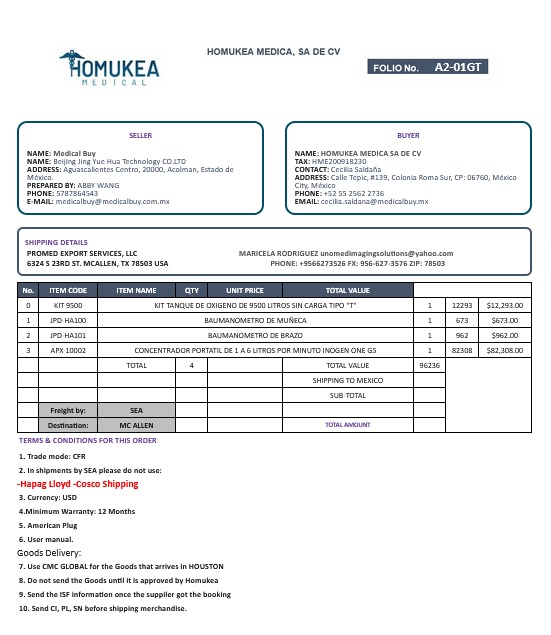 HOMUKEA
MEDICAL
HOMUKEA MEDICA, SA DE CV
FOLIO No. A2-01GT
SELLER
NAME: Medical Buy
NAME: Beijing Jing Yue Hua Technology CO.LTD
ADDRESS: Aguascalientes Centro, 20000, Acolman, Estado de
México.
PREPARED BY: ABBY WANG
PHONE: 5787864543
E-MAIL: medicalbuy@medicalbuy.com
BUYER
NAME: HOMUKEA MEDICA SA DE CV
TAX: HME200918230
CONTACT: Cecilia Saldaña
ADDRESS: Calle Tepic, #139, Colonia Roma Sur, CP: 06760, México
City, México
PHONE: +52 55 2562 2736
EMAIL: cecilia.saldana@medicalbuy.com.mx
SHIPPING DETAILS
PROMED EXPORT SERVICES, LLC MARICELA RODRIGUEZ unomedimagingsolutions@yahoo.com
6324 S 23RD ST. MCALLEN, TX 78503 USA PHONE: +9566273526 FX: 956-627-3576 ZIP: 78503
No. ITEM CODE ITEM NAME QTY UNIT PRICE TOTAL VALUE
0 KIT-9500 KIT TANQUE DE OXIGENO DE 9500 LITROS SIN CARGA TIPO "T" 1 12293 $12,293.00
1 JPD-HA100 BAUMANOMETRO DE MUÑECA 1 673 $673.00
2 JPD-HA101 BAUMANOMETRO DE BRAZO 1 962 $962.00
3 APX-10002 CONCENTRADOR PORTATIL DE 1 A 6 LITROS POR MINUTO INOGEN ONE G5 1 82308 $82,308.00
TOTAL 4 TOTAL VALUE 96236
SHIPPING TO MEXICO
SUB-TOTAL
Freight by: SEA
Destination: MC ALLEN TOTAL AMOUNT
TERMS & CONDITIONS FOR THIS ORDER
1. Trade mode: CFR
2. In shipments by SEA please do not use:
-Hapag Lloyd -Cosco Shipping
3. Currency: USD
4.Minimum Warranty: 12 Months
5. American Plug
6. User manual.
Goods Delivery:
7. Use CMC GLOBAL for the Goods that arrives in HOUSTON
8. Do not send the Goods until it is approved by Homukea
9. Send the ISF information once the suppiler got the booking
10. Send CI, PL, SN before shipping merchandise.